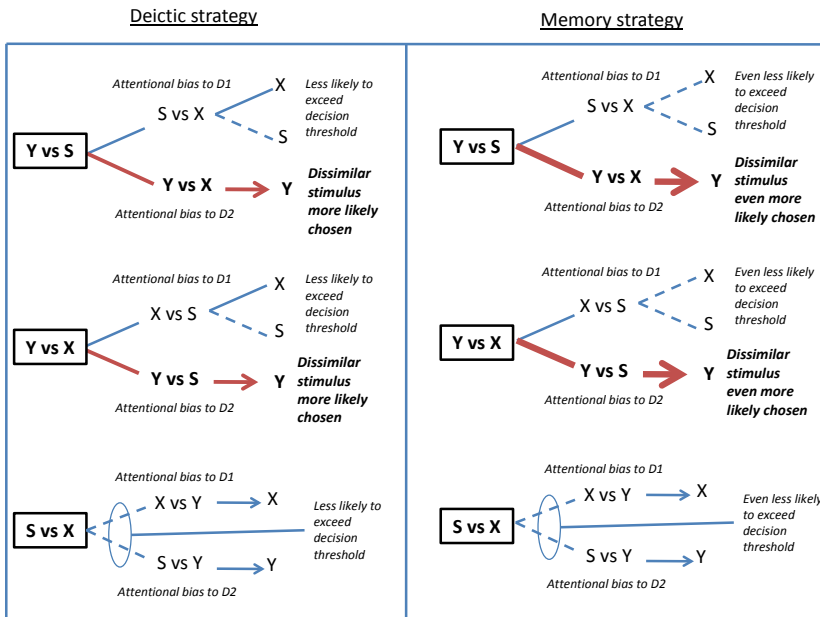 Deictic strategy
Memory strategy
Attentional bias to D1
S vs X
X
S
Less likely to
exceed
decision
threshold
Y vs S
Y vs X
Y
Dissimilar
stimulus
more likely
chosen
Attentional bias to D2
Attentional bias to D1
X vs S
X
S
Less likely to
exceed
decision
threshold
Y vs X
Y vs S
Y
Dissimilar
stimulus
more likely
chosen
Attentional bias to D2
Attentional bias to D1
X vs Y
X
S vs X
Less likely to
exceed
decision
threshold
S vs Y
Y
Attentional bias to D2
Attentional bias to D1
S vs X
X
S
Even less likely
to exceed
decision
threshold
Y vs S
Y vs X
Y
Dissimilar
stimulus
even more
likely chosen
Attentional bias to D2
Attentional bias to D1
X vs S
X
S
Even less likely
to exceed
decision
threshold
Y vs X
Y vs S
Y
Dissimilar
stimulus
even more
likely chosen
Attentional bias to D2
Attentional bias to D1
X vs Y
X
S vs X
Even less likely
to exceed
decision
threshold
S vs Y
Y
Attentional bias to D2